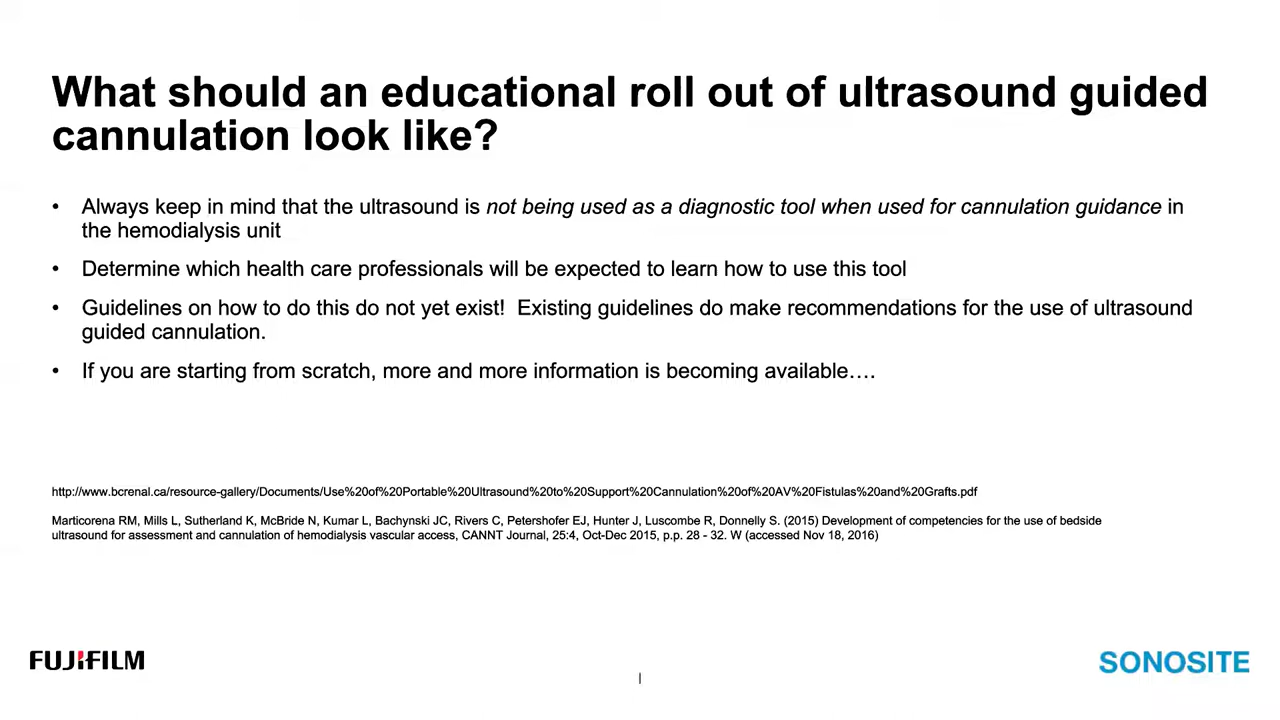 What should an educational roll out of ultrasound guided
cannulation look like?
• Always keep in mind that the ultrasound is not being used as a diagnostic tool when used for cannulation guidance in
the hemodialysis unit
• Determine which health care professionals will be expected to learn how to use this tool
• Guidelines on how to do this do not yet exist!  Existing guidelines do make recommendations for the use of ultrasound
guided cannulation.
• If you are starting from scratch, more and more information is becoming available….
http://www.bcrenal.ca/resource-gallery/Documents/Use%20of%20Portable%20Ultrasound%20to%20Support%20Cannulation%20of%20AV%20Fistulas%20and%20Grafts.pdf
Marticorena RM, Mills L, Sutherland K, McBride N, Kumar L, Bachynski JC, Rivers C, Petershofer EJ, Hunter J, Luscombe R, Donnelly S. (2015) Development of competencies for the use of bedside
ultrasound for assessment and cannulation of hemodialysis vascular access, CANNT Journal, 25:4, Oct-Dec 2015, p.p. 28 - 32. W (accessed Nov 18, 2016)
FUJIFILM
SONOSITE
|